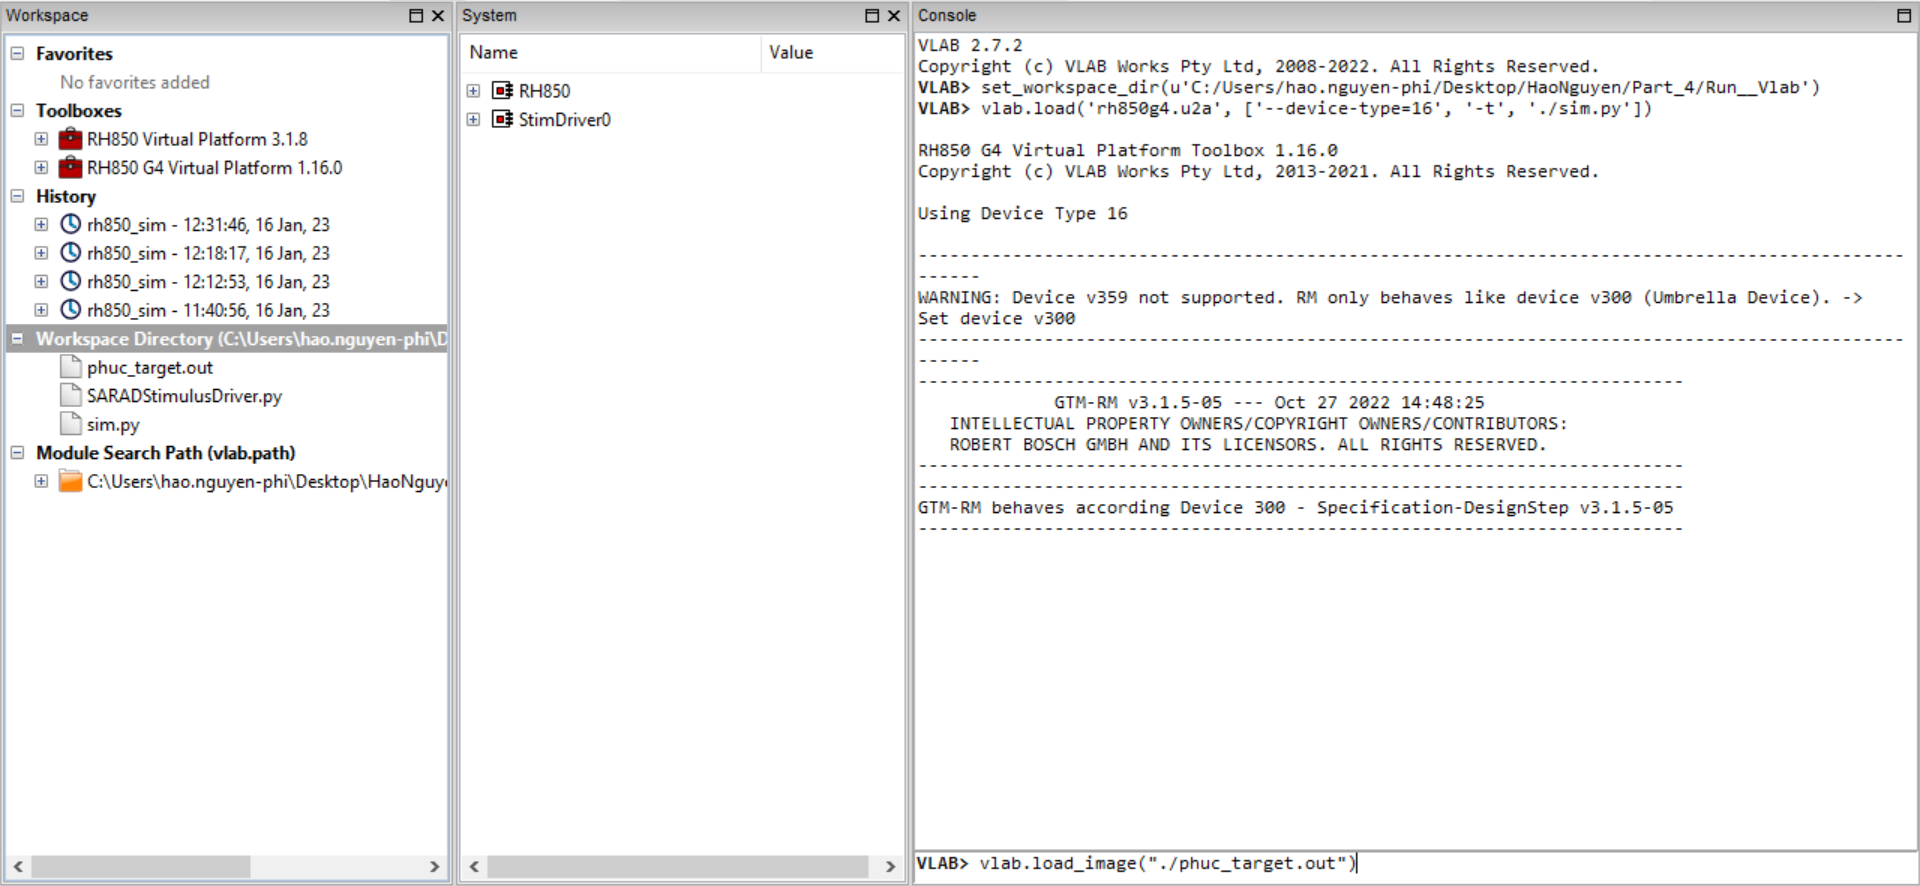 Workspace
Favorites
No favorites added
Toolboxes
RH850 Virtual Platform 3.1.8
RH850 G4 Virtual Platform 1.16.0
History
rh850_sim - 12:31:46, 16 Jan, 23
rh850_sim - 12:18:17, 16 Jan, 23
rh850_sim - 12:12:53, 16 Jan, 23
rh850_sim - 11:40:56, 16 Jan, 23
Workspace Directory (C:\Users\hao.nguyen-phi\D
phuc_target.out
SARADStimulusDriver.py
sim.py
Module Search Path (vlab.path)
C:\Users\hao.nguyen-phi\Desktop\HaoNguye
System
Name Value
RH850
StimDriver0
Console
VLAB 2.7.2
Copyright (c) VLAB Works Pty Ltd, 2008-2022. All Rights Reserved.
VLAB> set_workspace_dir(u'C:/Users/hao.nguyen-phi/Desktop/HaoNguyen/Part_4/Run__Vlab')
VLAB> vlab.load('rh850g4.u2a', ['--device-type=16', '-t', './sim.py'])
RH850 G4 Virtual Platform Toolbox 1.16.0
Copyright (c) VLAB Works Pty Ltd, 2013-2021. All Rights Reserved.
Using Device Type 16
----------------------------------------------------------------------------------------------
------
WARNING: Device v359 not supported. RM only behaves like device v300 (Umbrella Device). ->
Set device v300
----------------------------------------------------------------------------------------------
------
-------------------------------------------------------------------------
GTM-RM v3.1.5-05 --- Oct 27 2022 14:48:25
INTELLECTUAL PROPERTY OWNERS/COPYRIGHT OWNERS/CONTRIBUTORS:
ROBERT BOSCH GMBH AND ITS LICENSORS. ALL RIGHTS RESERVED.
-------------------------------------------------------------------------
-------------------------------------------------------------------------
GTM-RM behaves according Device 300 - Specification-DesignStep v3.1.5-05
-------------------------------------------------------------------------
VLAB> vlab.load_image("./phuc_target.out")